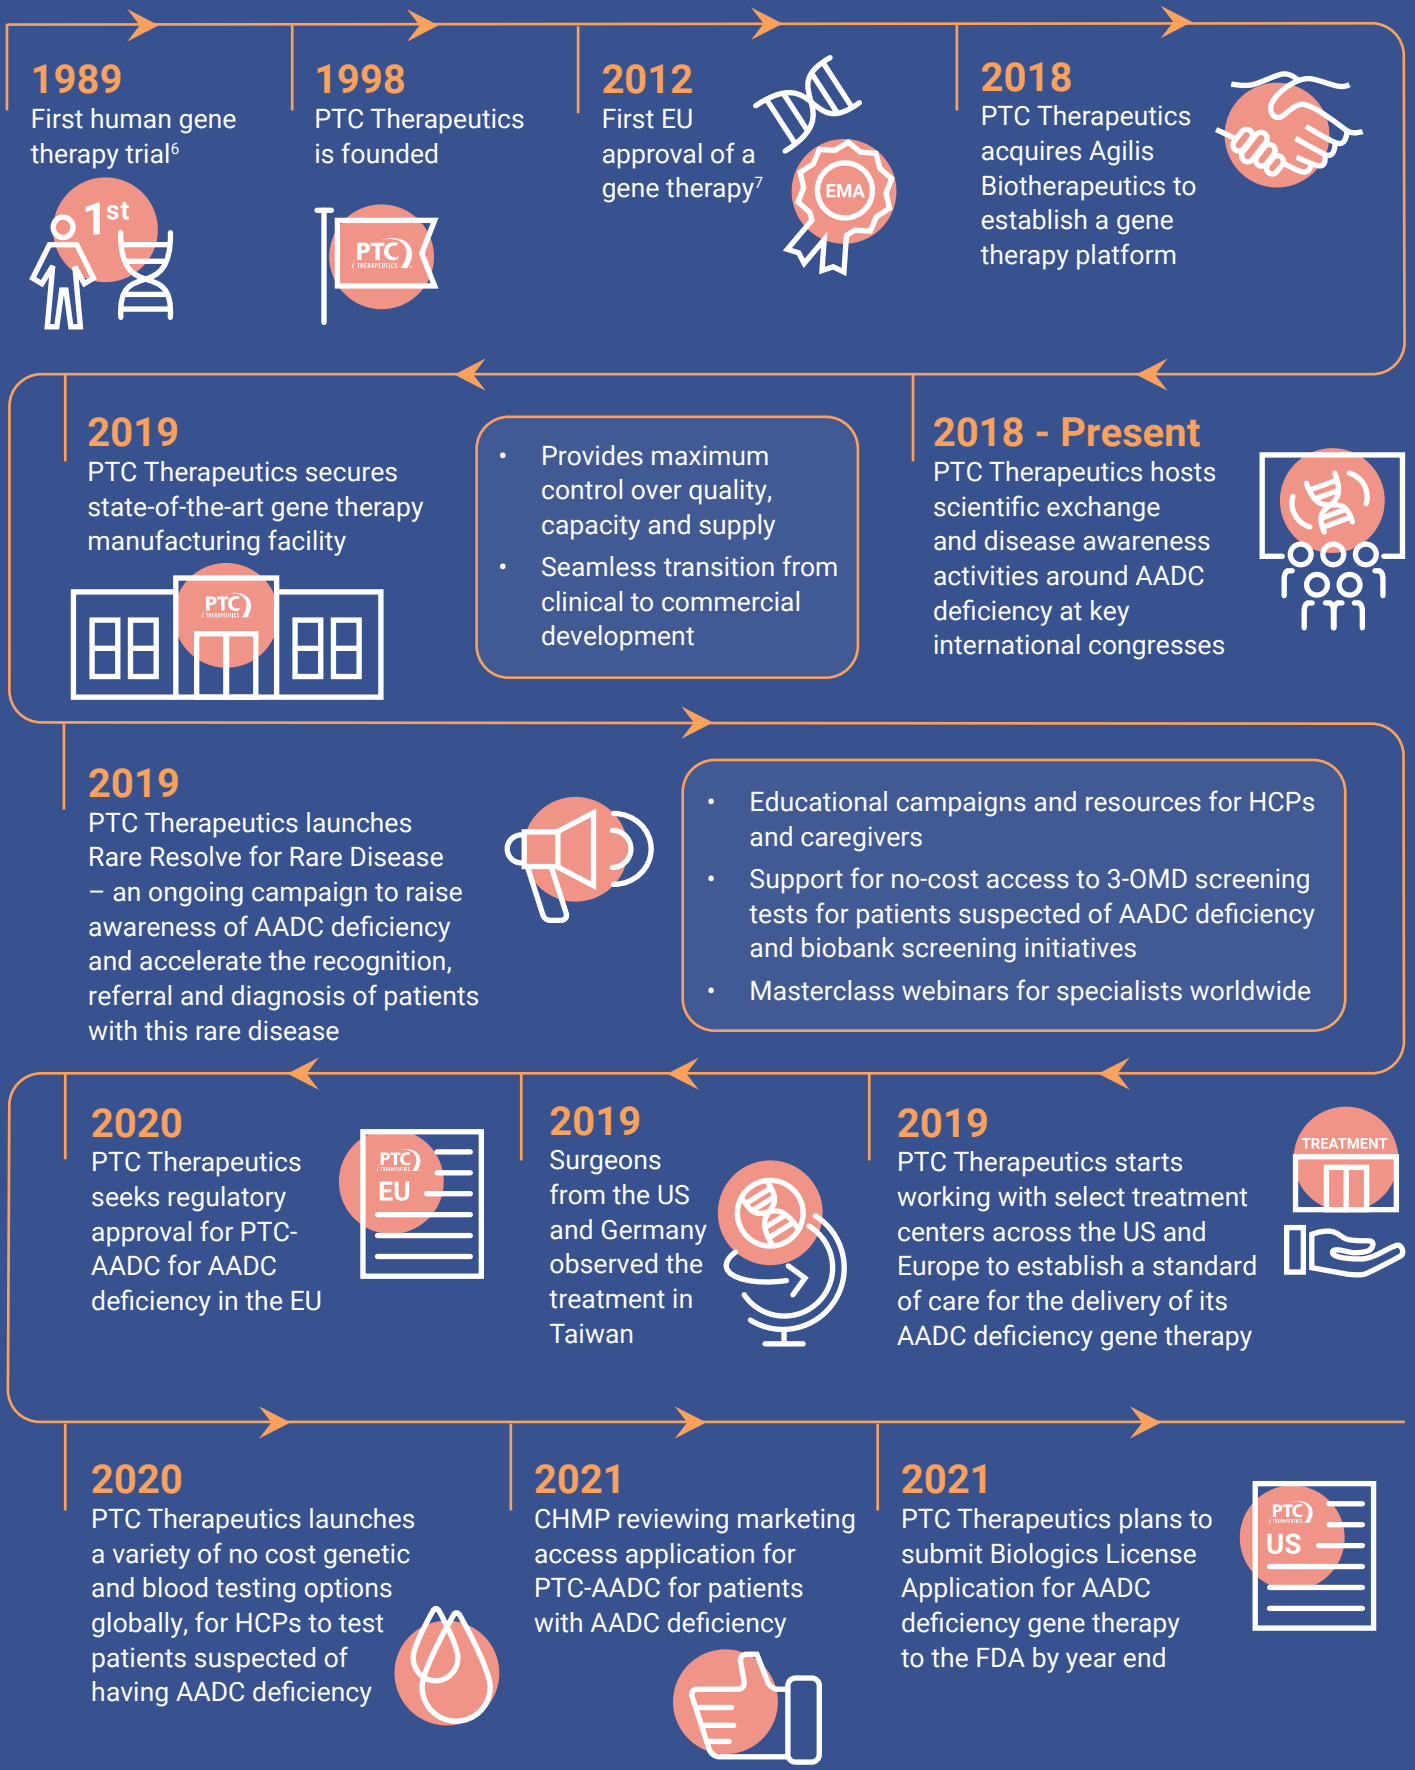 1989
First human gene
therapy trial6
1st
1998
PTC Therapeutics
is founded
PTC
THERAPEUTICS
2012
First EU
approval of a
gene therapy7
EMA
2018
PTC Therapeutics
acquires Agilis
Biotherapeutics to
establish a gene
therapy platform
2018 - Present
PTC Therapeutics hosts
scientific exchange
and disease awareness
activities around AADC
deficiency at key
international congresses
2019
PTC Therapeutics secures
state-of-the-art gene therapy
manufacturing facility
PTC
THERAPEUTICS
• Provides maximum
control over quality,
capacity and supply
• Seamless transition from
clinical to commercial
development
2019
PTC Therapeutics launches
Rare Resolve for Rare Disease
– an ongoing campaign to raise
awareness of AADC deficiency
and accelerate the recognition,
referral and diagnosis of patients
with this rare disease
• Educational campaigns and resources for HCPs
and caregivers
• Support for no-cost access to 3-OMD screening
tests for patients suspected of AADC deficiency
and biobank screening initiatives
• Masterclass webinars for specialists worldwide
2019
PTC Therapeutics starts
working with select treatment
centers across the US and
Europe to establish a standard
of care for the delivery of its
AADC deficiency gene therapy
TREATMENT
2019
Surgeons
from the US
and Germany
observed the
treatment in
Taiwan
2020
PTC Therapeutics
seeks regulatory
approval for PTC-
AADC for AADC
deficiency in the EU
PTC
THERAPEUTICS
EU
2020
PTC Therapeutics launches
a variety of no cost genetic
and blood testing options
globally, for HCPs to test
patients suspected of
having AADC deficiency
2021
CHMP reviewing marketing
access application for
PTC-AADC for patients
with AADC deficiency
2021
PTC Therapeutics plans to
submit Biologics License
Application for AADC
deficiency gene therapy
to the FDA by year end
PTC
THERAPEUTICS
US